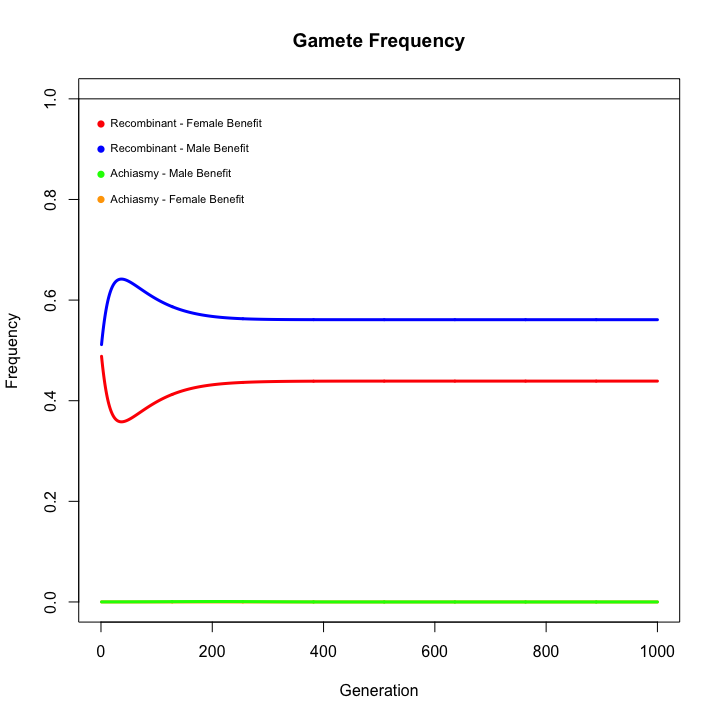 Gamete Frequency
1.0
Recombinant - Female Benefit
Recombinant - Male Benefit
Achiasmy - Male Benefit
0.8
Achiasmy - Female Benefit
0.6
Frequency
0.4
0.2
0.0
0 200 400 600 800 1000
Generation